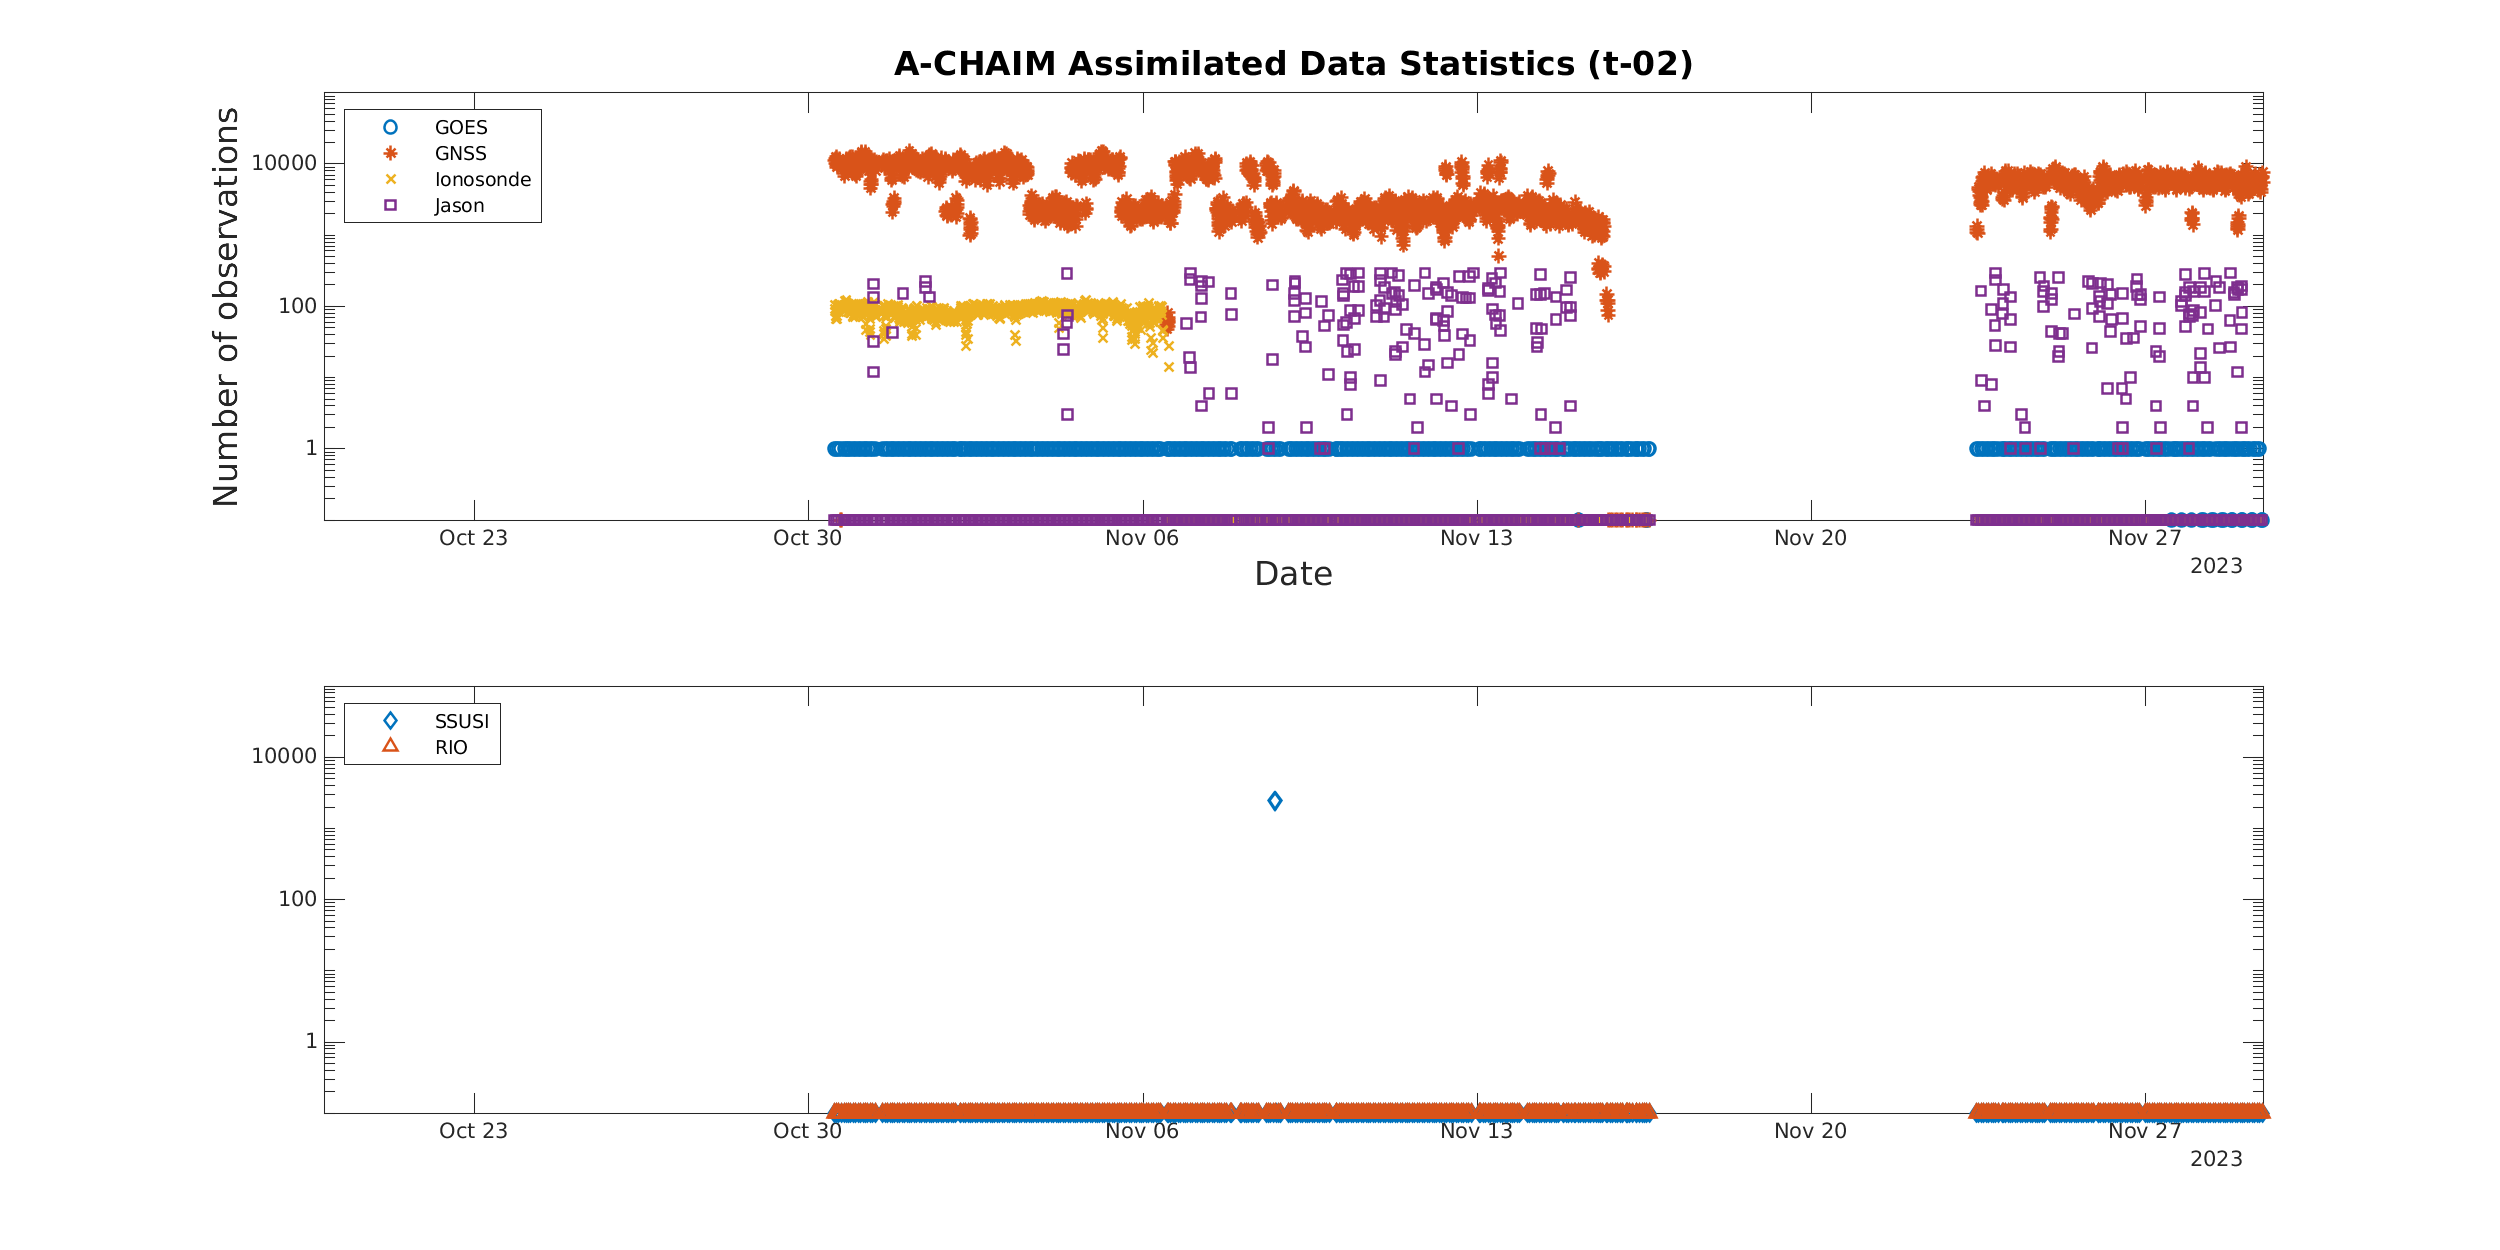 A-CHAIM Assimilated Data Statistics (t-02)
Number of observations
10000
100
1
GOES
GNSS
Ionosonde
Jason
Oct 23
Oct 30
Nov 06
Nov 13
Nov 20
Nov 27
2023
Date
10000
100
1
SSUSI
RIO
Oct 23
Oct 30
Nov 06
Nov 13
Nov 20
Nov 27
2023